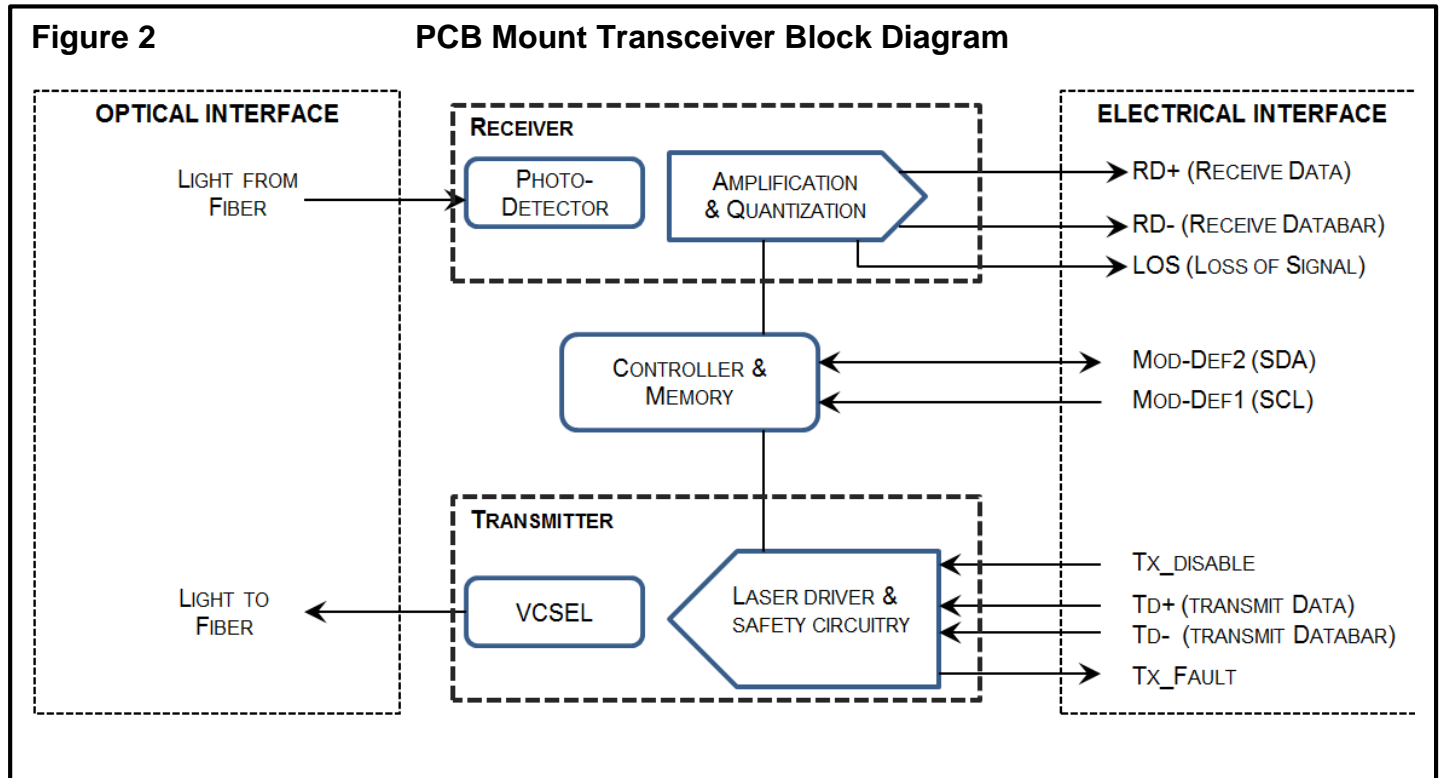 Figure 2 PCB Mount Transceiver Block Diagram
OPTICAL INTERFACE
LIGHT FROM
FIBER
LIGHT TO
FIBER
RECEIVER
PHOTO-
DETECTOR
AMPLIFICATION
& QUANTIZATION
CONTROLLER &
MEMORY
TRANSMITTER
VCSEL
LASER DRIVER &
SAFETY CIRCUITRY
ELECTRICAL INTERFACE
RD+ (RECEIVE DATA)
RD- (RECEIVE DATABAR)
LOS (LOSS OF SIGNAL)
MOD-DEF2 (SDA)
MOD-DEF1 (SCL)
TX_DISABLE
TD+ (TRANSMIT DATA)
TD- (TRANSMIT DATABAR)
TX_FAULT